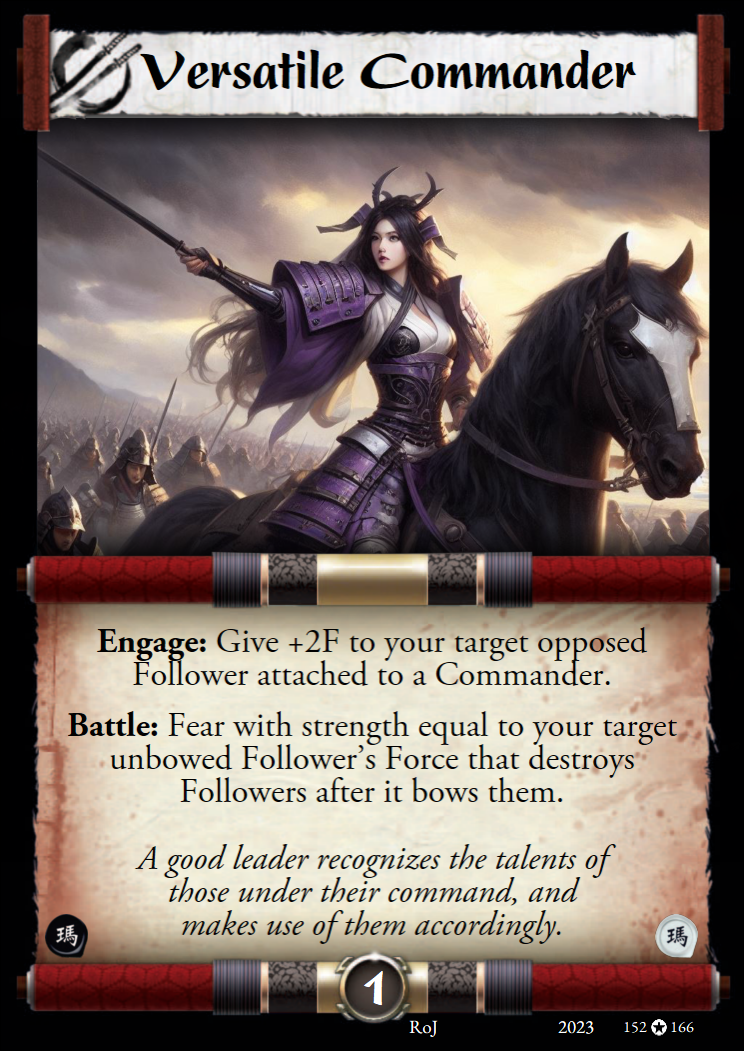 Versatile Commander
Engage: Give +2F to your target opposed
Follower attached to a Commander.
Battle: Fear with strength equal to your target
unbowed Follower's Force that destroys
Followers after it bows them.
A good leader recognizes the talents of
those under their command, and
makes use of them accordingly.
瑪 瑪
1
RoJ 2023 152 ✪ 166